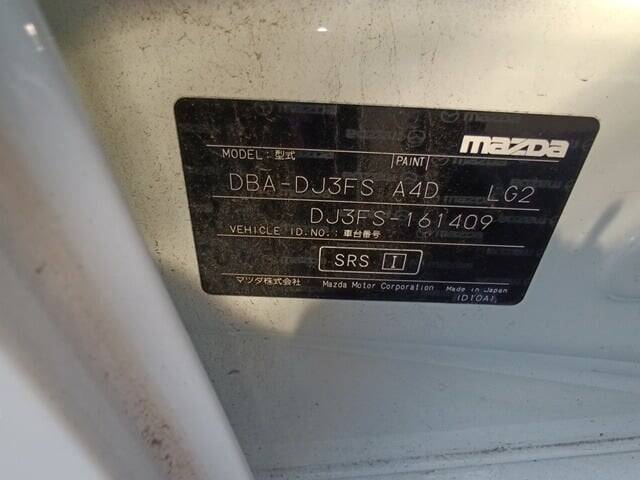 mazda
MODEL: 型式 PAINT
DBA-DJ3FS A4D LG2
DJ3FS-161409
VEHICLE ID.NO.: 車台番号
SRS I
マツダ株式会社 Mazda Motor Corporation Made in Japan
(D10A)